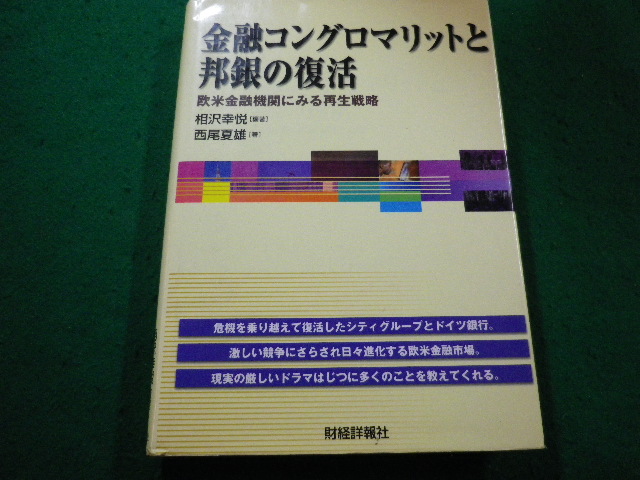 金融コングロマリットと
邦銀の復活
欧米金融機関にみる再生戦略
相沢幸悦[編著]
西尾夏雄[著]
危機を乗り越えて復活したシティグループとドイツ銀行。
激しい競争にさらされ日々進化する欧米金融市場。
現実の厳しいドラマはじつに多くのことを教えてくれる。
財経詳報社